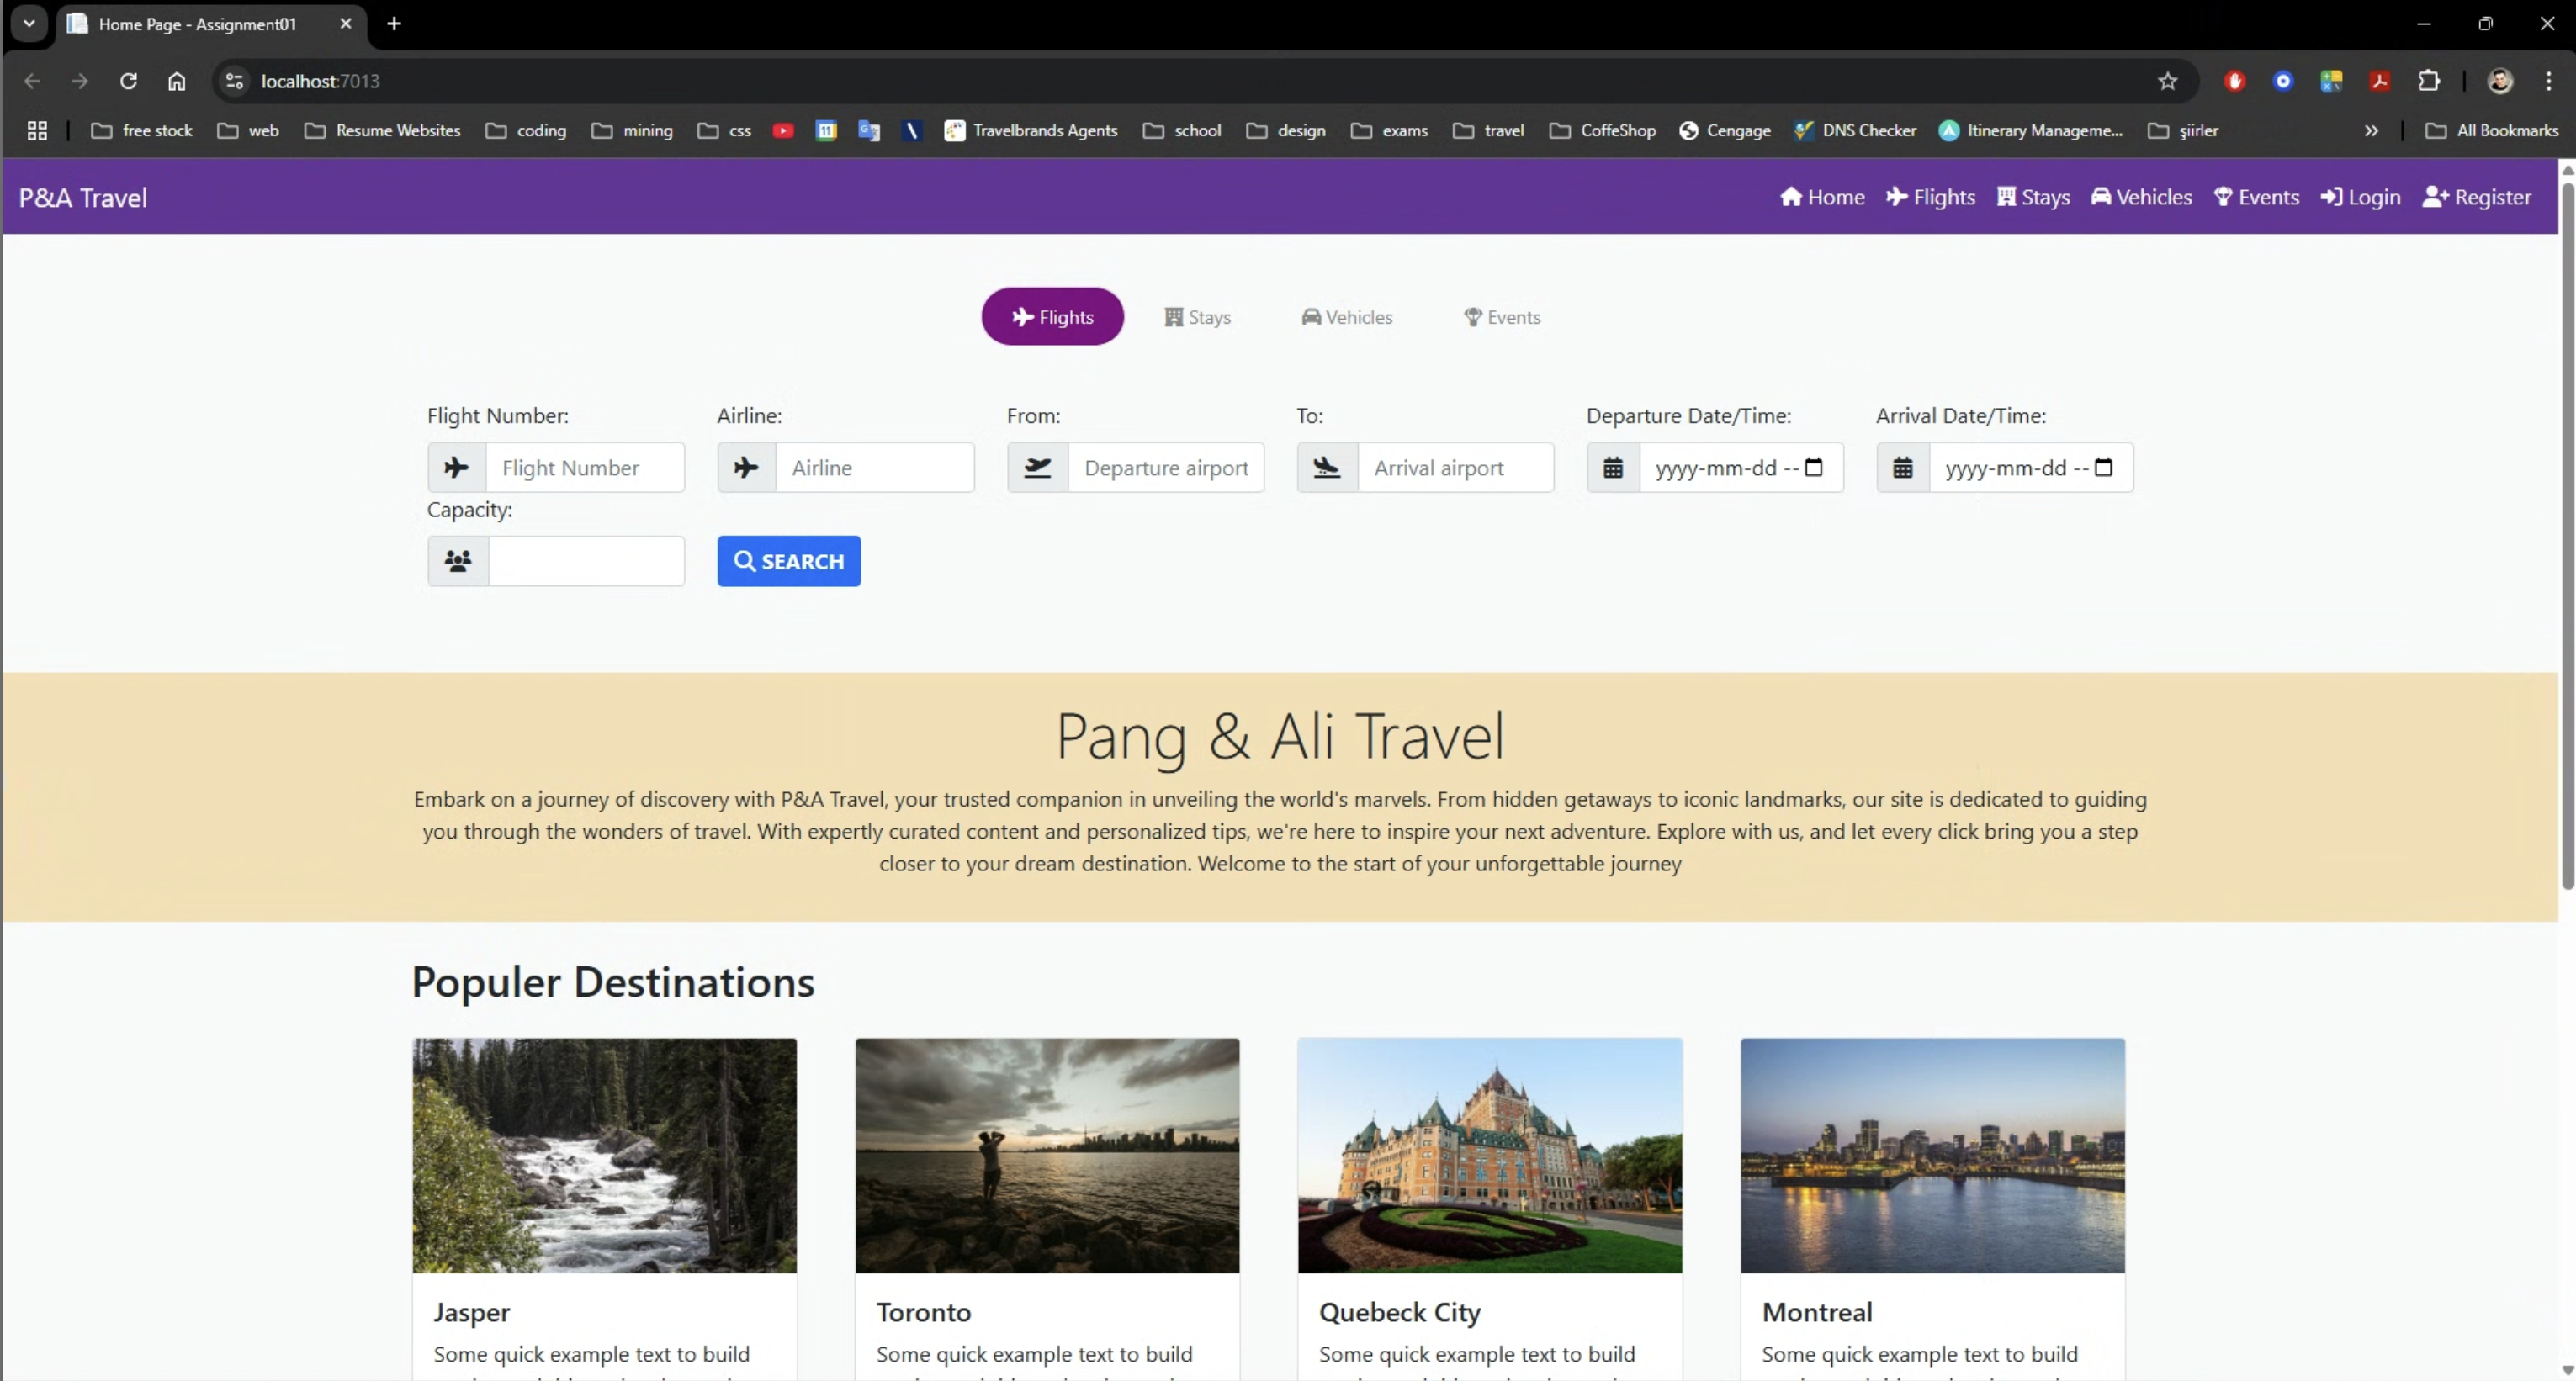 Home Page - Assignment01
localhost:7013
free stock web Resume Websites coding mining css 11 Travelbrands Agents school design exams travel CoffeShop Cengage DNS Checker Itinerary Manageme... şiirler All Bookmarks
P&A Travel Home Flights Stays Vehicles Events Login Register
Flights Stays Vehicles Events
Flight Number: Airline: From: To: Departure Date/Time: Arrival Date/Time:
Flight Number Airline Departure airport Arrival airport yyyy-mm-dd -- yyyy-mm-dd --
Capacity:
SEARCH
Pang & Ali Travel
Embark on a journey of discovery with P&A Travel, your trusted companion in unveiling the world's marvels. From hidden getaways to iconic landmarks, our site is dedicated to guiding
you through the wonders of travel. With expertly curated content and personalized tips, we're here to inspire your next adventure. Explore with us, and let every click bring you a step
closer to your dream destination. Welcome to the start of your unforgettable journey
Populer Destinations
Jasper
Some quick example text to build
Toronto
Some quick example text to build
Quebeck City
Some quick example text to build
Montreal
Some quick example text to build